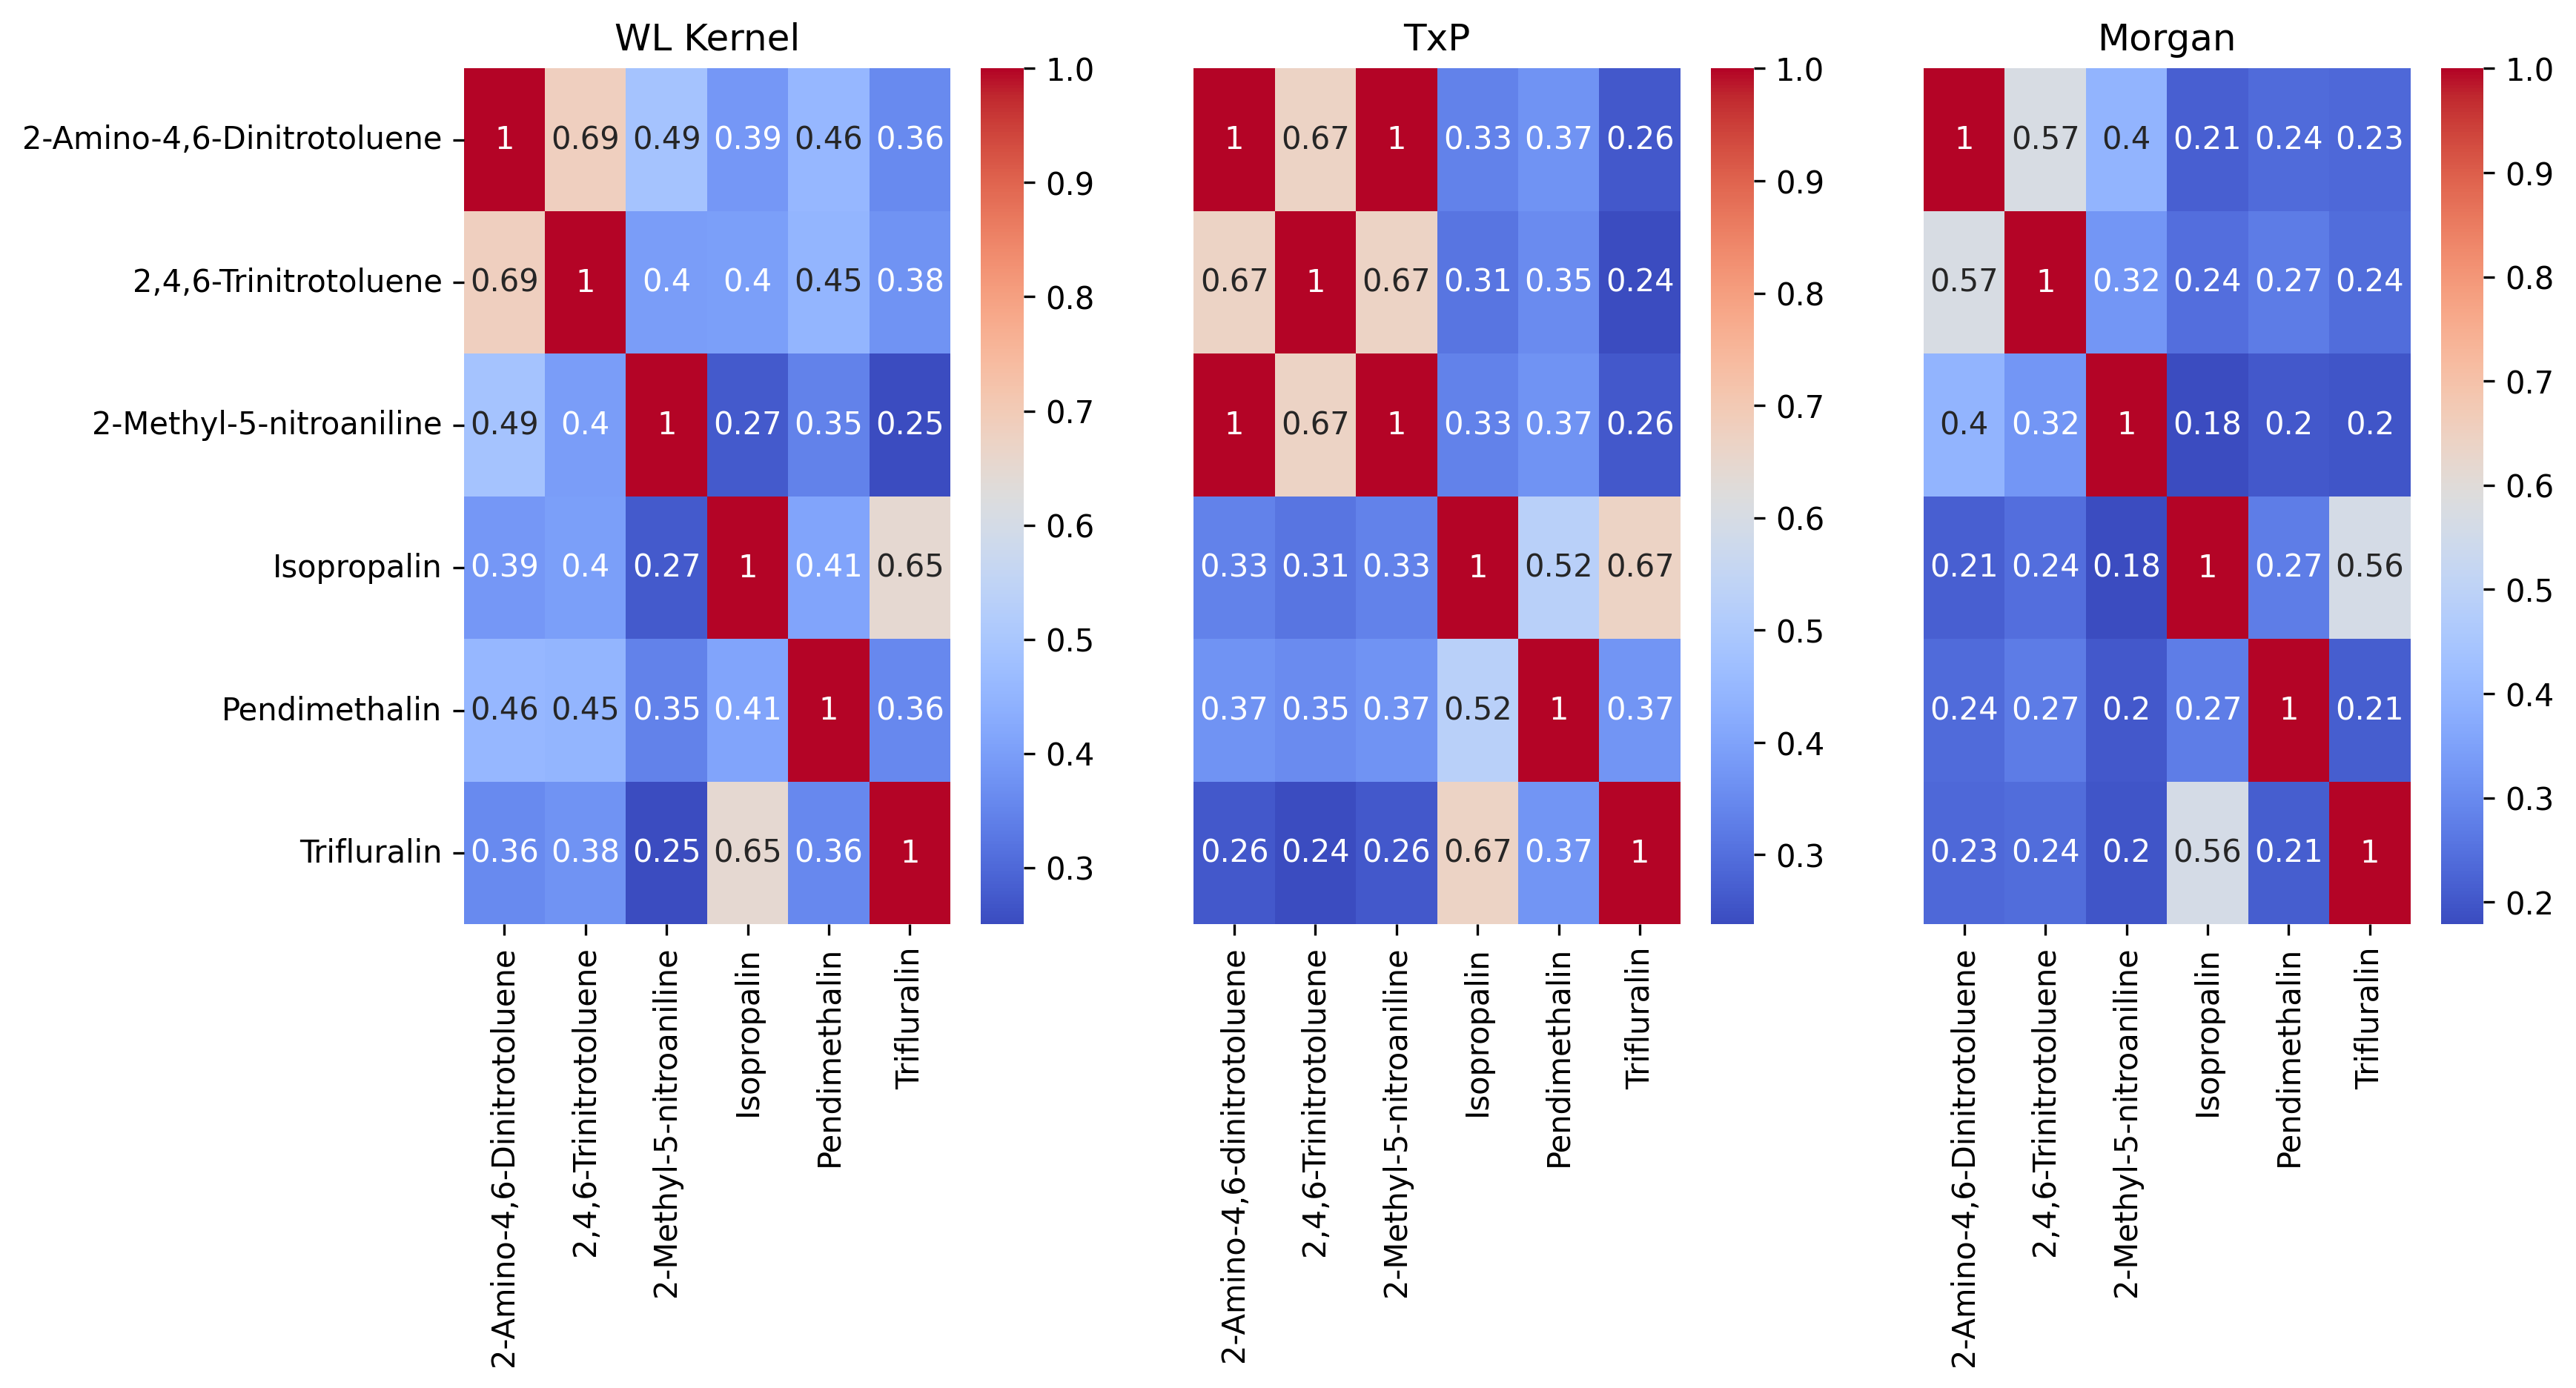 WL Kernel
TxP
Morgan
2-Amino-4,6-Dinitrotoluene
2,4,6-Trinitrotoluene
2-Methyl-5-nitroaniline
Isopropalin
Pendimethalin
Trifluralin
1 0.69 0.49 0.39 0.46 0.36
0.69 1 0.4 0.4 0.45 0.38
0.49 0.4 1 0.27 0.35 0.25
0.39 0.4 0.27 1 0.41 0.65
0.46 0.45 0.35 0.41 1 0.36
0.36 0.38 0.25 0.65 0.36 1
2-Amino-4,6-Dinitrotoluene
2,4,6-Trinitrotoluene
2-Methyl-5-nitroaniline
Isopropalin
Pendimethalin
Trifluralin
1.0
0.9
0.8
0.7
0.6
0.5
0.4
0.3
1 0.67 1 0.33 0.37 0.26
0.67 1 0.67 0.31 0.35 0.24
1 0.67 1 0.33 0.37 0.26
0.33 0.31 0.33 1 0.52 0.67
0.37 0.35 0.37 0.52 1 0.37
0.26 0.24 0.26 0.67 0.37 1
2-Amino-4,6-dinitrotoluene
2,4,6-Trinitrotoluene
2-Methyl-5-nitroaniline
Isopropalin
Pendimethalin
Trifluralin
1.0
0.9
0.8
0.7
0.6
0.5
0.4
0.3
1 0.57 0.4 0.21 0.24 0.23
0.57 1 0.32 0.24 0.27 0.24
0.4 0.32 1 0.18 0.2 0.2
0.21 0.24 0.18 1 0.27 0.56
0.24 0.27 0.2 0.27 1 0.21
0.23 0.24 0.2 0.56 0.21 1
2-Amino-4,6-Dinitrotoluene
2,4,6-Trinitrotoluene
2-Methyl-5-nitroaniline
Isopropalin
Pendimethalin
Trifluralin
1.0
0.9
0.8
0.7
0.6
0.5
0.4
0.3
0.2